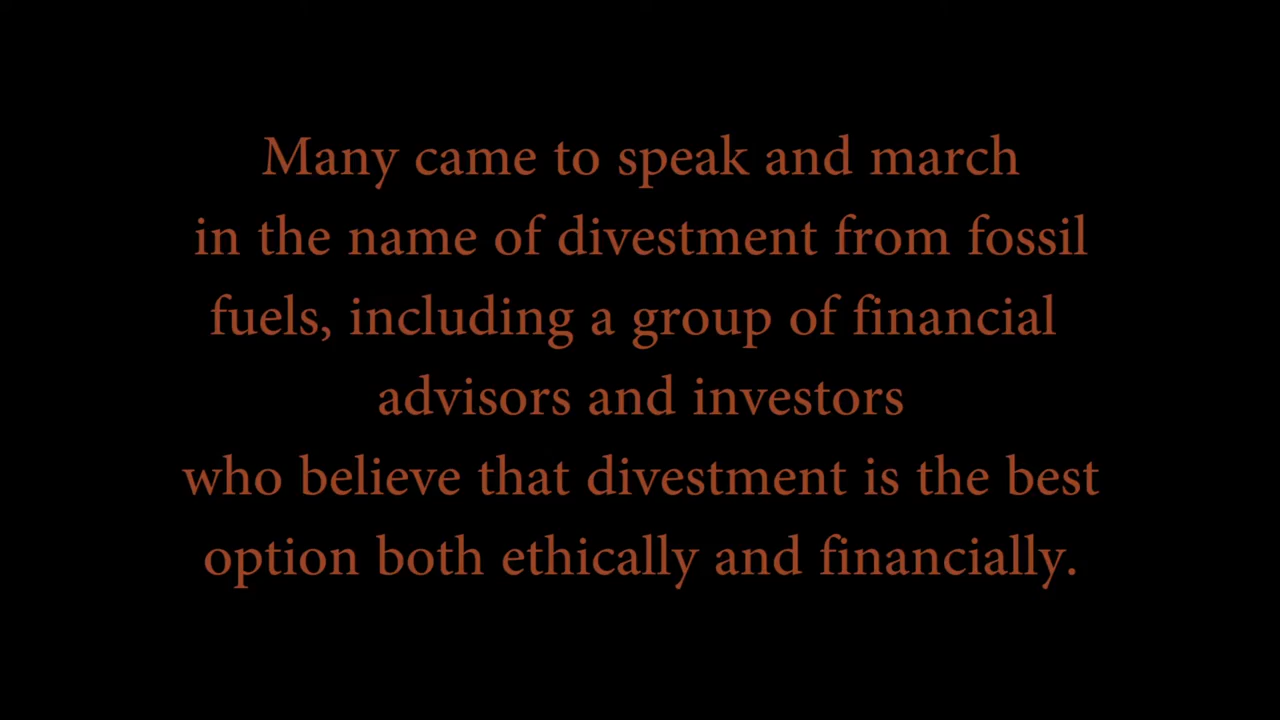 Many came to speak and march
in the name of divestment from fossil
fuels, including a group of financial
advisors and investors
who believe that divestment is the best
option both ethically and financially.